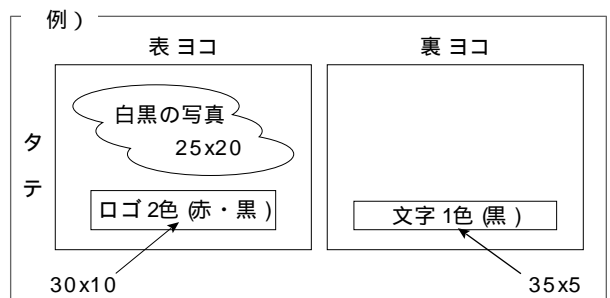 例）
表 ヨコ
裏 ヨコ
タテ
白黒の写真
25x20
ロゴ 2色 (赤・黒 )
文字 1色 (黒 )
30x10
35x5